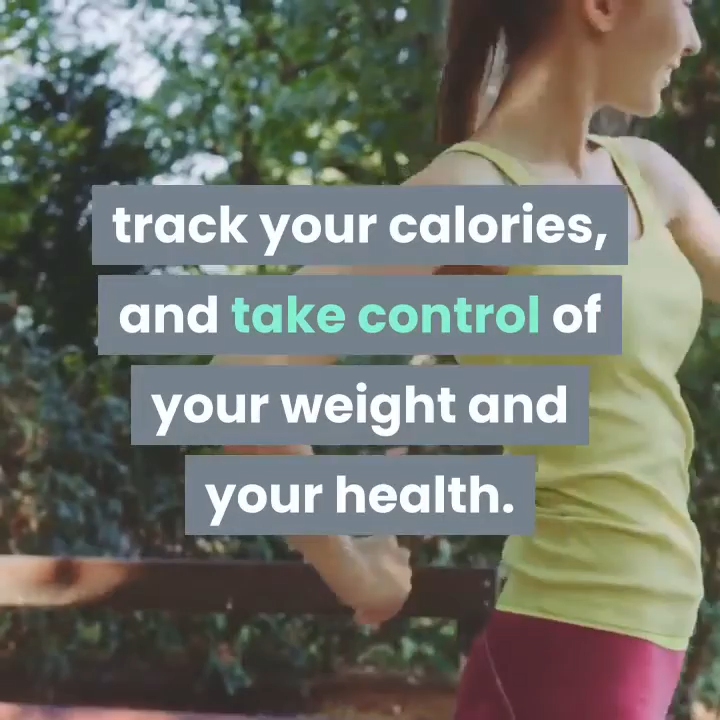 track your calories,
and take control of
your weight and
your health.